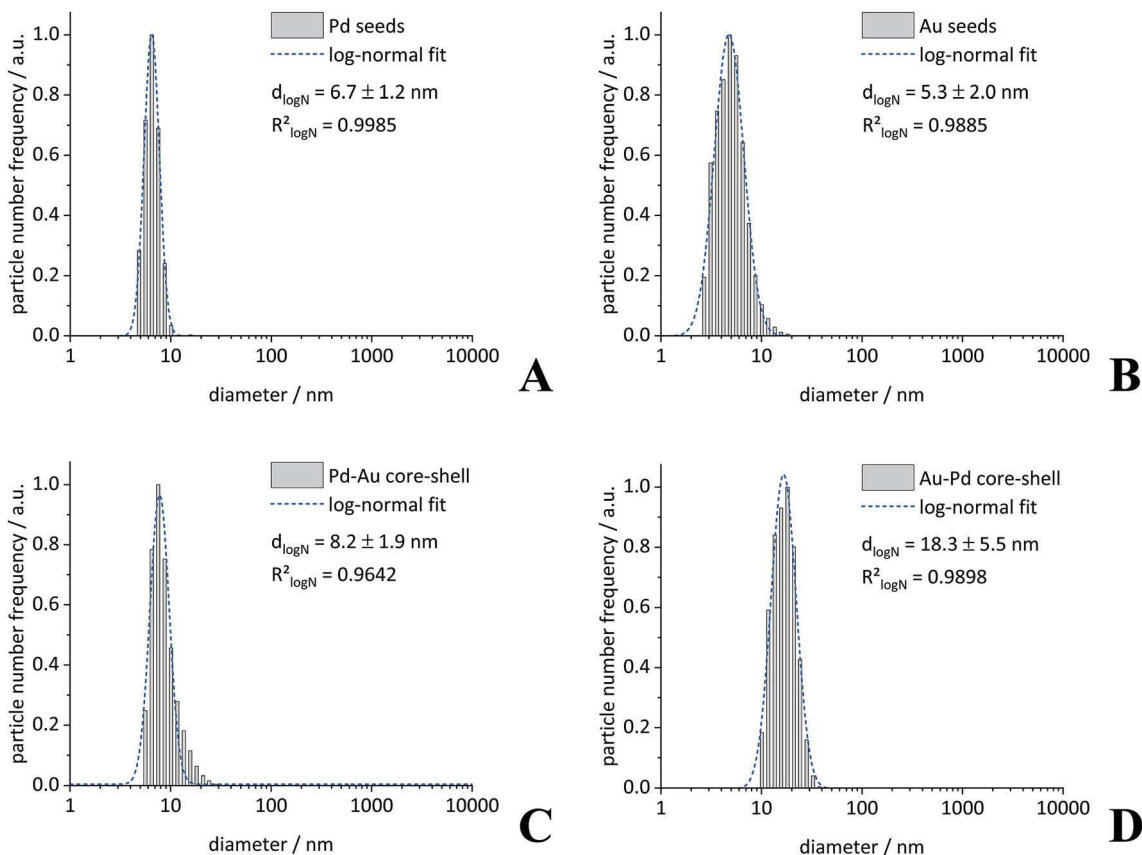 Pd seeds
log-normal fit
d_logN = 6.7 ± 1.2 nm
R²_logN = 0.9985
particle number frequency / a.u.
1.0
0.8
0.6
0.4
0.2
0.0
1 10 100 1000 10000
diameter / nm
A
Au seeds
log-normal fit
d_logN = 5.3 ± 2.0 nm
R²_logN = 0.9885
particle number frequency / a.u.
1.0
0.8
0.6
0.4
0.2
0.0
1 10 100 1000 10000
diameter / nm
B
Pd-Au core-shell
log-normal fit
d_logN = 8.2 ± 1.9 nm
R²_logN = 0.9642
particle number frequency / a.u.
1.0
0.8
0.6
0.4
0.2
0.0
1 10 100 1000 10000
diameter / nm
C
Au-Pd core-shell
log-normal fit
d_logN = 18.3 ± 5.5 nm
R²_logN = 0.9898
particle number frequency / a.u.
1.0
0.8
0.6
0.4
0.2
0.0
1 10 100 1000 10000
diameter / nm
D